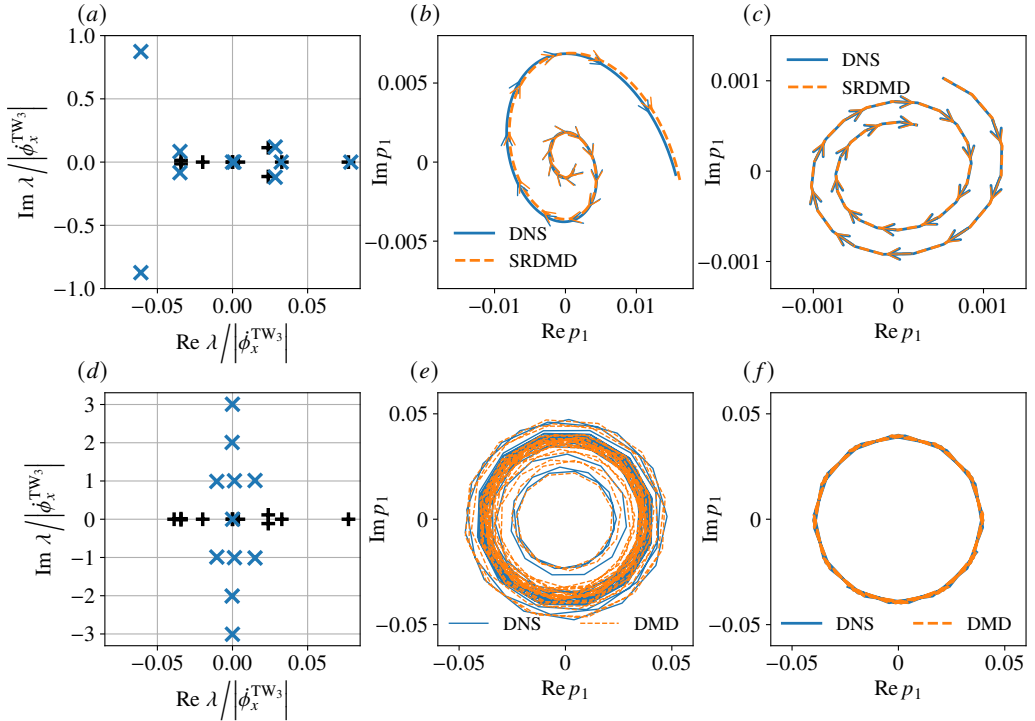 (a)
1.0
0.5
0.0
−0.5
−1.0
−0.05
0.00
0.05
Im λ/|ϕ̇ₓ^TW₃|
Re λ/|ϕ̇ₓ^TW₃|
(b)
0.005
0
−0.005
−0.01
0
0.01
Im p₁
Re p₁
DNS
SRDMD
(c)
0.001
0
−0.001
−0.001
0
0.001
Im p₁
Re p₁
DNS
SRDMD
(d)
3
2
1
0
−1
−2
−3
−0.05
0.00
0.05
Im λ/|ϕ̇ₓ^TW₃|
Re λ/|ϕ̇ₓ^TW₃|
(e)
0.05
0
−0.05
−0.05
0
0.05
Im p₁
Re p₁
DNS
DMD
(f)
0.05
0
−0.05
−0.05
0
0.05
Im p₁
Re p₁
DNS
DMD